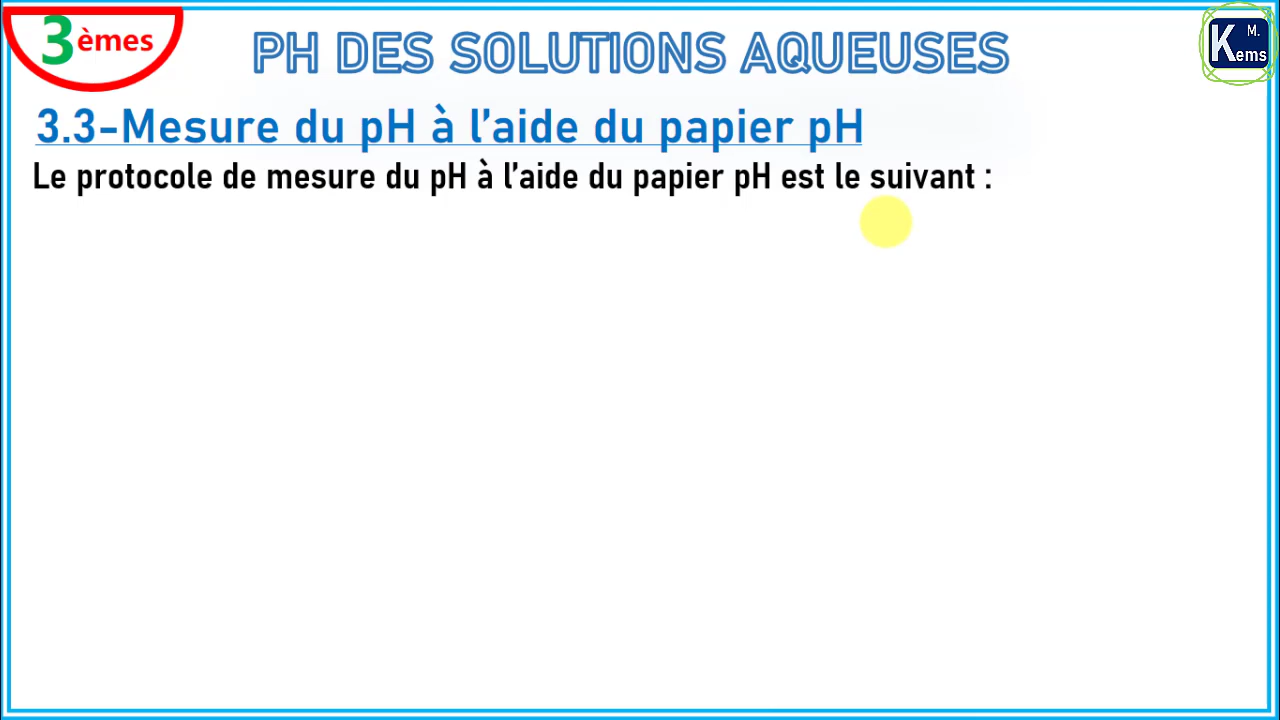 3èmes
PH DES SOLUTIONS AQUEUSES
M.
Kems
3.3-Mesure du pH à l’aide du papier pH
Le protocole de mesure du pH à l’aide du papier pH est le suivant :